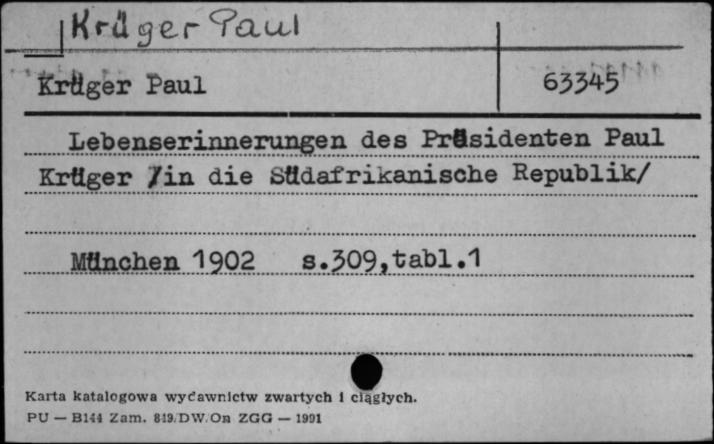 Krüger Paul
Krüger Paul 63345
Lebenserinnerungen des Präsidenten Paul
Krüger /in die Südafrikanische Republik/
München 1902 s.309,tabl.1
Karta katalogowa wydawnictw zwartych i ciągłych.
PU — B144 Zam. 819/DW/On ZGG — 1991